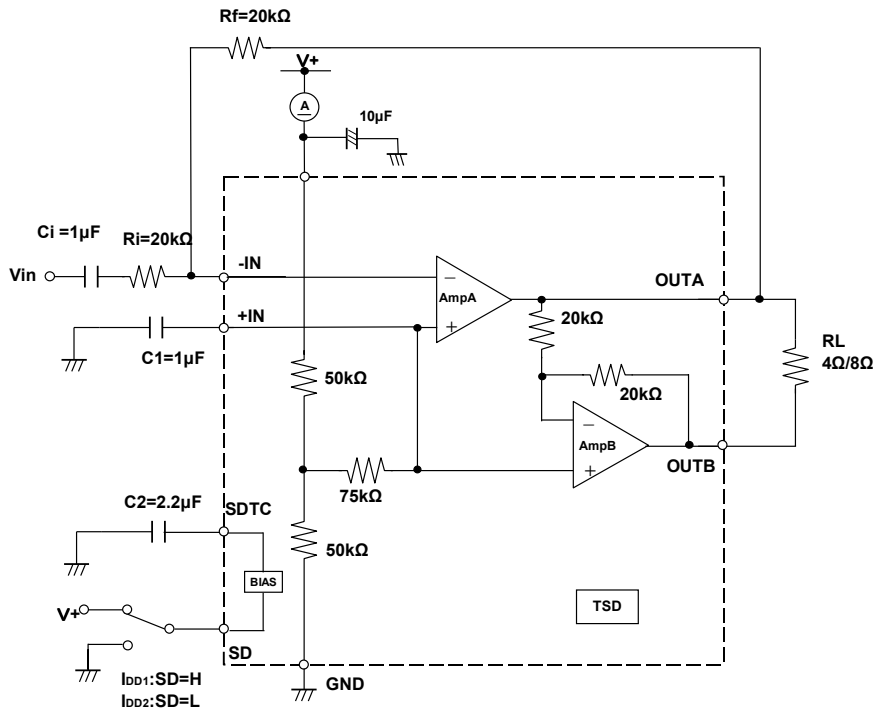 Rf=20kΩ
V+
A
10µF
Ci =1µF
Ri=20kΩ
Vin
-IN
AmpA
OUTA
+IN
C1=1µF
20kΩ
RL
4Ω/8Ω
50kΩ
20kΩ
AmpB
OUTB
75kΩ
C2=2.2µF
SDTC
50kΩ
BIAS
TSD
V+
SD
GND
IDD1:SD=H
IDD2:SD=L